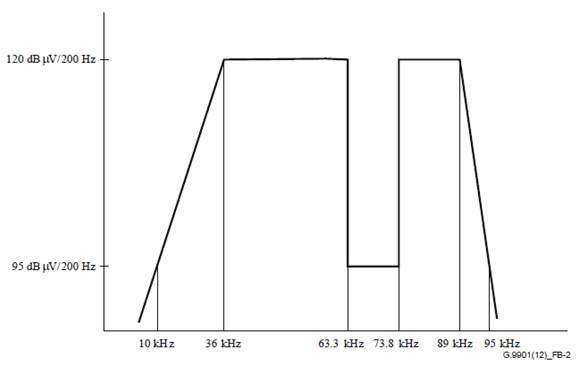 120 dB µV/200 Hz
95 dB µV/200 Hz
10 kHz 36 kHz 63.3 kHz 73.8 kHz 89 kHz 95 kHz
G.9901(12)_FB-2